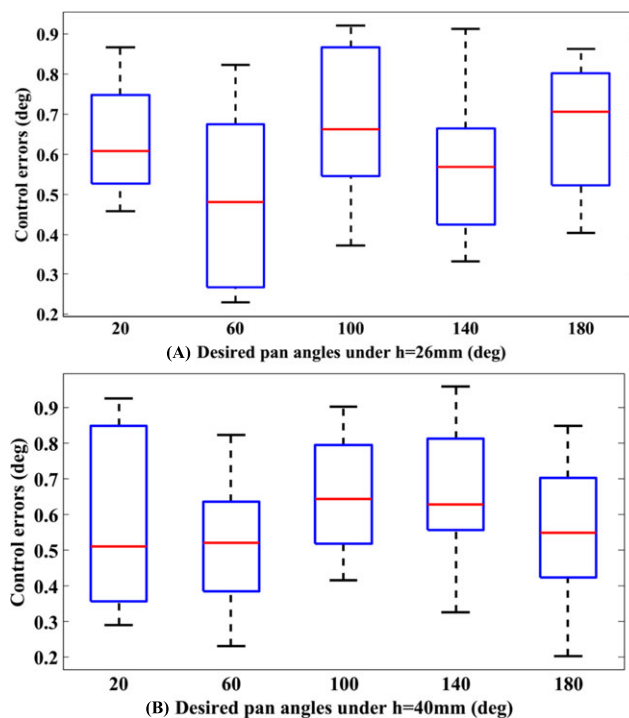 Control errors (deg)
0.9
0.8
0.7
0.6
0.5
0.4
0.3
0.2
20 60 100 140 180
(A) Desired pan angles under h=26mm (deg)
Control errors (deg)
0.9
0.8
0.7
0.6
0.5
0.4
0.3
0.2
20 60 100 140 180
(B) Desired pan angles under h=40mm (deg)